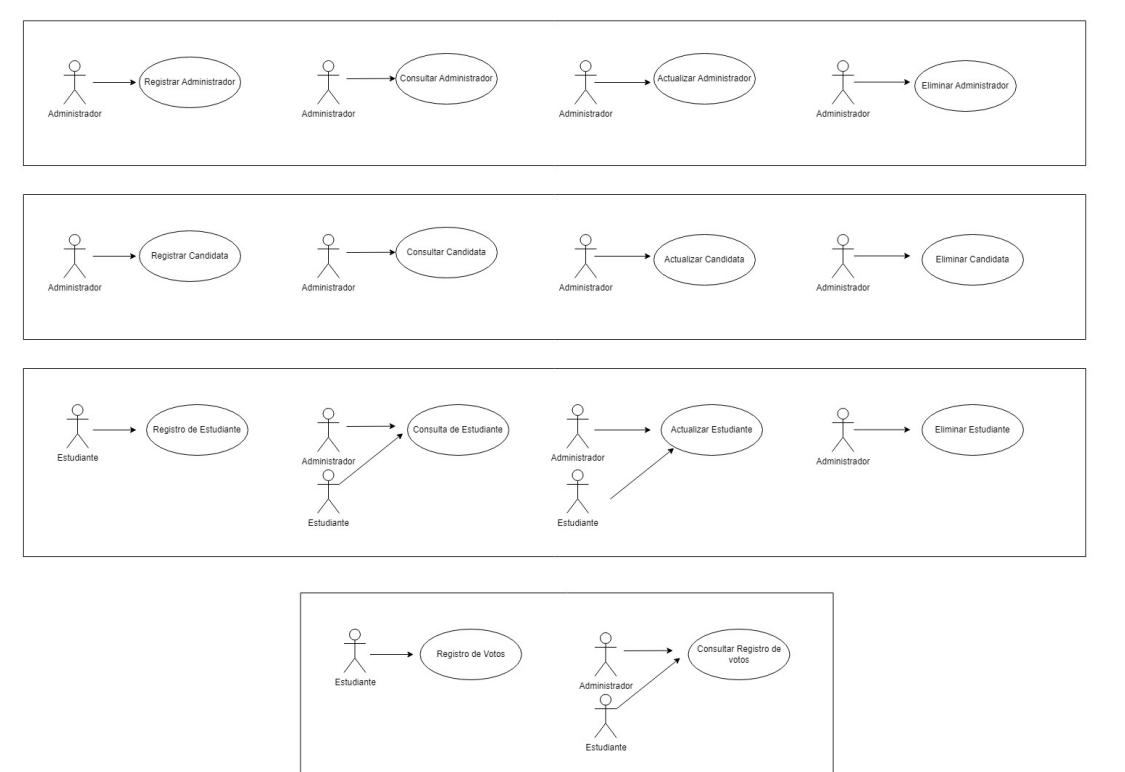 Registrar Administrador
Administrador
Consultar Administrador
Administrador
Actualizar Administrador
Administrador
Eliminar Administrador
Administrador
Registrar Candidata
Administrador
Consultar Candidata
Administrador
Actualizar Candidata
Administrador
Eliminar Candidata
Administrador
Registro de Estudiante
Estudiante
Consulta de Estudiante
Administrador
Estudiante
Actualizar Estudiante
Administrador
Estudiante
Eliminar Estudiante
Administrador
Registro de Votos
Estudiante
Consultar Registro de
votos
Administrador
Estudiante